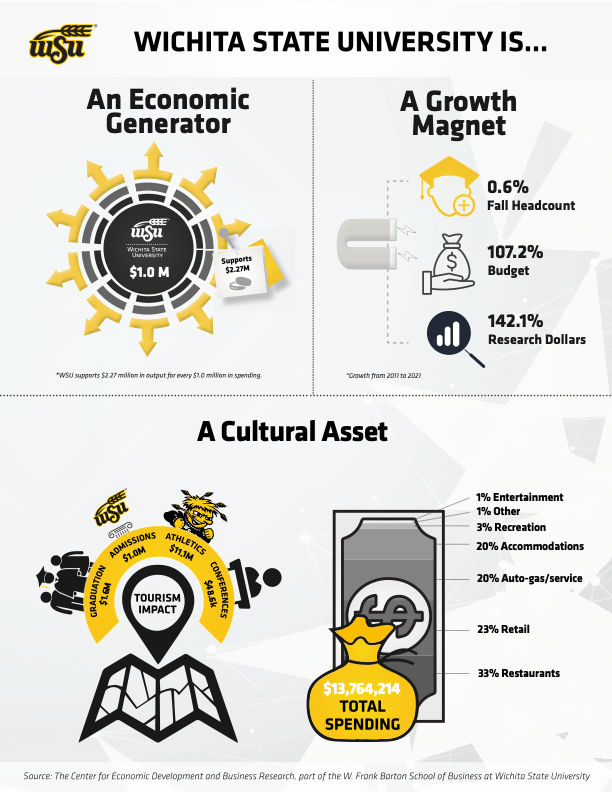 WSU
WICHITA STATE UNIVERSITY IS...
An Economic
Generator
WSU
WICHITA STATE
UNIVERSITY
$1.0 M
Supports
$2.27M
*WSU supports $2.27 million in output for every $1.0 million in spending.
A Growth
Magnet
0.6%
Fall Headcount
107.2%
Budget
$
142.1%
Research Dollars
*Growth from 2011 to 2021
A Cultural Asset
WSU
GRADUATION
$1.6M
ADMISSIONS
$1.0M
ATHLETICS
$11.1M
CONFERENCES
$48.6k
TOURISM
IMPACT
1% Entertainment
1% Other
3% Recreation
20% Accommodations
20% Auto-gas/service
23% Retail
33% Restaurants
$
$13,764,214
TOTAL
SPENDING
Source: The Center for Economic Development and Business Research, part of the W. Frank Barton School of Business at Wichita State University